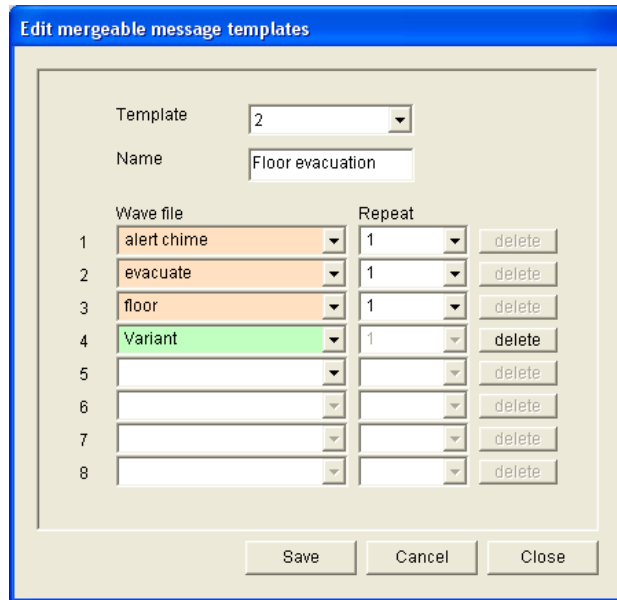 Edit mergeable message templates
Template 2
Name Floor evacuation
Wave file Repeat
1 alert chime 1 delete
2 evacuate 1 delete
3 floor 1 delete
4 Variant 1 delete
5 delete
6 delete
7 delete
8 delete
Save Cancel Close